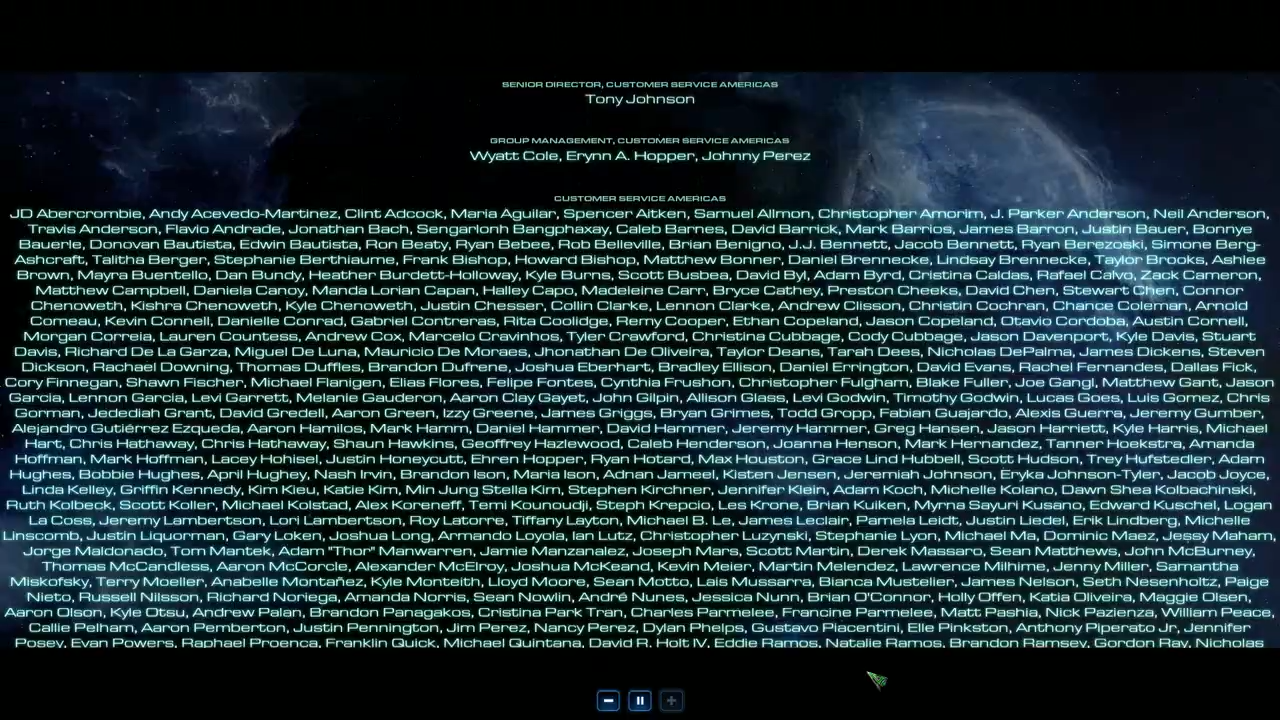 SENIOR DIRECTOR, CUSTOMER SERVICE AMERICAS
Tony Johnson
GROUP MANAGEMENT, CUSTOMER SERVICE AMERICAS
Wyatt Cole, Erynn A. Hopper, Johnny Perez
CUSTOMER SERVICE AMERICAS
JD Abercrombie, Andy Acevedo-Martinez, Clint Adcock, Maria Aguilar, Spencer Aitken, Samuel Allmon, Christopher Amorim, J. Parker Anderson, Neil Anderson,
Travis Anderson, Flavio Andrade, Jonathan Bach, Sengarlonh Bangphaxay, Caleb Barnes, David Barrick, Mark Barrios, James Barron, Justin Bauer, Bonnye
Bauerle, Donovan Bautista, Edwin Bautista, Ron Beaty, Ryan Bebee, Rob Belleville, Brian Benigno, J.J. Bennett, Jacob Bennett, Ryan Berezoski, Simone Berg-
Ashcraft, Talitha Berger, Stephanie Berthiaume, Frank Bishop, Howard Bishop, Matthew Bonner, Daniel Brennecke, Lindsay Brennecke, Taylor Brooks, Ashlee
Brown, Mayra Buentello, Dan Bundy, Heather Burdett-Holloway, Kyle Burns, Scott Busbea, David Byl, Adam Byrd, Cristina Caldas, Rafael Calvo, Zack Cameron,
Matthew Campbell, Daniela Canoy, Manda Lorian Capan, Halley Capo, Madeleine Carr, Bryce Cathey, Preston Cheeks, David Chen, Stewart Chen, Connor
Chenoweth, Kishra Chenoweth, Kyle Chenoweth, Justin Chesser, Collin Clarke, Lennon Clarke, Andrew Clisson, Christin Cochran, Chance Coleman, Arnold
Comeau, Kevin Connell, Danielle Conrad, Gabriel Contreras, Rita Coolidge, Remy Cooper, Ethan Copeland, Jason Copeland, Otavio Cordoba, Austin Cornell,
Morgan Correia, Lauren Countess, Andrew Cox, Marcelo Cravinhos, Tyler Crawford, Christina Cubbage, Cody Cubbage, Jason Davenport, Kyle Davis, Stuart
Davis, Richard De La Garza, Miguel De Luna, Mauricio De Moraes, Jhonathan De Oliveira, Taylor Deans, Tarah Dees, Nicholas DePalma, James Dickens, Steven
Dickson, Rachael Downing, Thomas Duffles, Brandon Dufrene, Joshua Eberhart, Bradley Ellison, Daniel Errington, David Evans, Rachel Fernandes, Dallas Fick,
Cory Finnegan, Shawn Fischer, Michael Flanigen, Elias Flores, Felipe Fontes, Cynthia Frushon, Christopher Fulgham, Blake Fuller, Joe Gangl, Matthew Gant, Jason
Garcia, Lennon Garcia, Levi Garrett, Melanie Gauderon, Aaron Clay Gayet, John Gilpin, Allison Glass, Levi Godwin, Timothy Godwin, Lucas Goes, Luis Gomez, Chris
Gorman, Jedediah Grant, David Gredell, Aaron Green, Izzy Greene, James Griggs, Bryan Grimes, Todd Gropp, Fabian Guajardo, Alexis Guerra, Jeremy Gumber,
Alejandro Gutiérrez Ezqueda, Aaron Hamilos, Mark Hamm, Daniel Hammer, David Hammer, Jeremy Hammer, Greg Hansen, Jason Harriett, Kyle Harris, Michael
Hart, Chris Hathaway, Chris Hathaway, Shaun Hawkins, Geoffrey Hazlewood, Caleb Henderson, Joanna Henson, Mark Hernandez, Tanner Hoekstra, Amanda
Hoffman, Mark Hoffman, Lacey Hohisel, Justin Honeycutt, Ehren Hopper, Ryan Hotard, Max Houston, Grace Lind Hubbell, Scott Hudson, Trey Hufstedler, Adam
Hughes, Bobbie Hughes, April Hughey, Nash Irvin, Brandon Ison, Maria Ison, Adnan Jameel, Kisten Jensen, Jeremiah Johnson, Eryka Johnson-Tyler, Jacob Joyce,
Linda Kelley, Griffin Kennedy, Kim Kieu, Katie Kim, Min Jung Stella Kim, Stephen Kirchner, Jennifer Klein, Adam Koch, Michelle Kolano, Dawn Shea Kolbachinski,
Ruth Kolbeck, Scott Koller, Michael Kolstad, Alex Koreneff, Temi Kounoudji, Steph Krepcio, Les Krone, Brian Kuiken, Myrna Sayuri Kusano, Edward Kuschel, Logan
La Coss, Jeremy Lambertson, Lori Lambertson, Roy Latorre, Tiffany Layton, Michael B. Le, James Leclair, Pamela Leidt, Justin Liedel, Erik Lindberg, Michelle
Linscomb, Justin Liquorman, Gary Loken, Joshua Long, Armando Loyola, Ian Lutz, Christopher Luzynski, Stephanie Lyon, Michael Ma, Dominic Maez, Jessy Maham,
Jorge Maldonado, Tom Mantek, Adam "Thor" Manwarren, Jamie Manzanalez, Joseph Mars, Scott Martin, Derek Massaro, Sean Matthews, John McBurney,
Thomas McCandless, Aaron McCorcle, Alexander McElroy, Joshua McKeand, Kevin Meier, Martin Melendez, Lawrence Milhime, Jenny Miller, Samantha
Miskofsky, Terry Moeller, Anabelle Montañez, Kyle Monteith, Lloyd Moore, Sean Motto, Lais Mussarra, Bianca Mustelier, James Nelson, Seth Nesenholtz, Paige
Nieto, Russell Nilsson, Richard Noriega, Amanda Norris, Sean Nowlin, André Nunes, Jessica Nunn, Brian O'Connor, Holly Offen, Katia Oliveira, Maggie Olsen,
Aaron Olson, Kyle Otsu, Andrew Palan, Brandon Panagakos, Cristina Park Tran, Charles Parmelee, Francine Parmelee, Matt Pashia, Nick Pazienza, William Peace,
Callie Pelham, Aaron Pemberton, Justin Pennington, Jim Perez, Nancy Perez, Dylan Phelps, Gustavo Piacentini, Elle Pinkston, Anthony Piperato Jr, Jennifer
Posey, Evan Powers, Raphael Proenca, Franklin Quick, Michael Quintana, David R. Holt IV, Eddie Ramos, Natalie Ramos, Brandon Ramsey, Gordon Ray, Nicholas